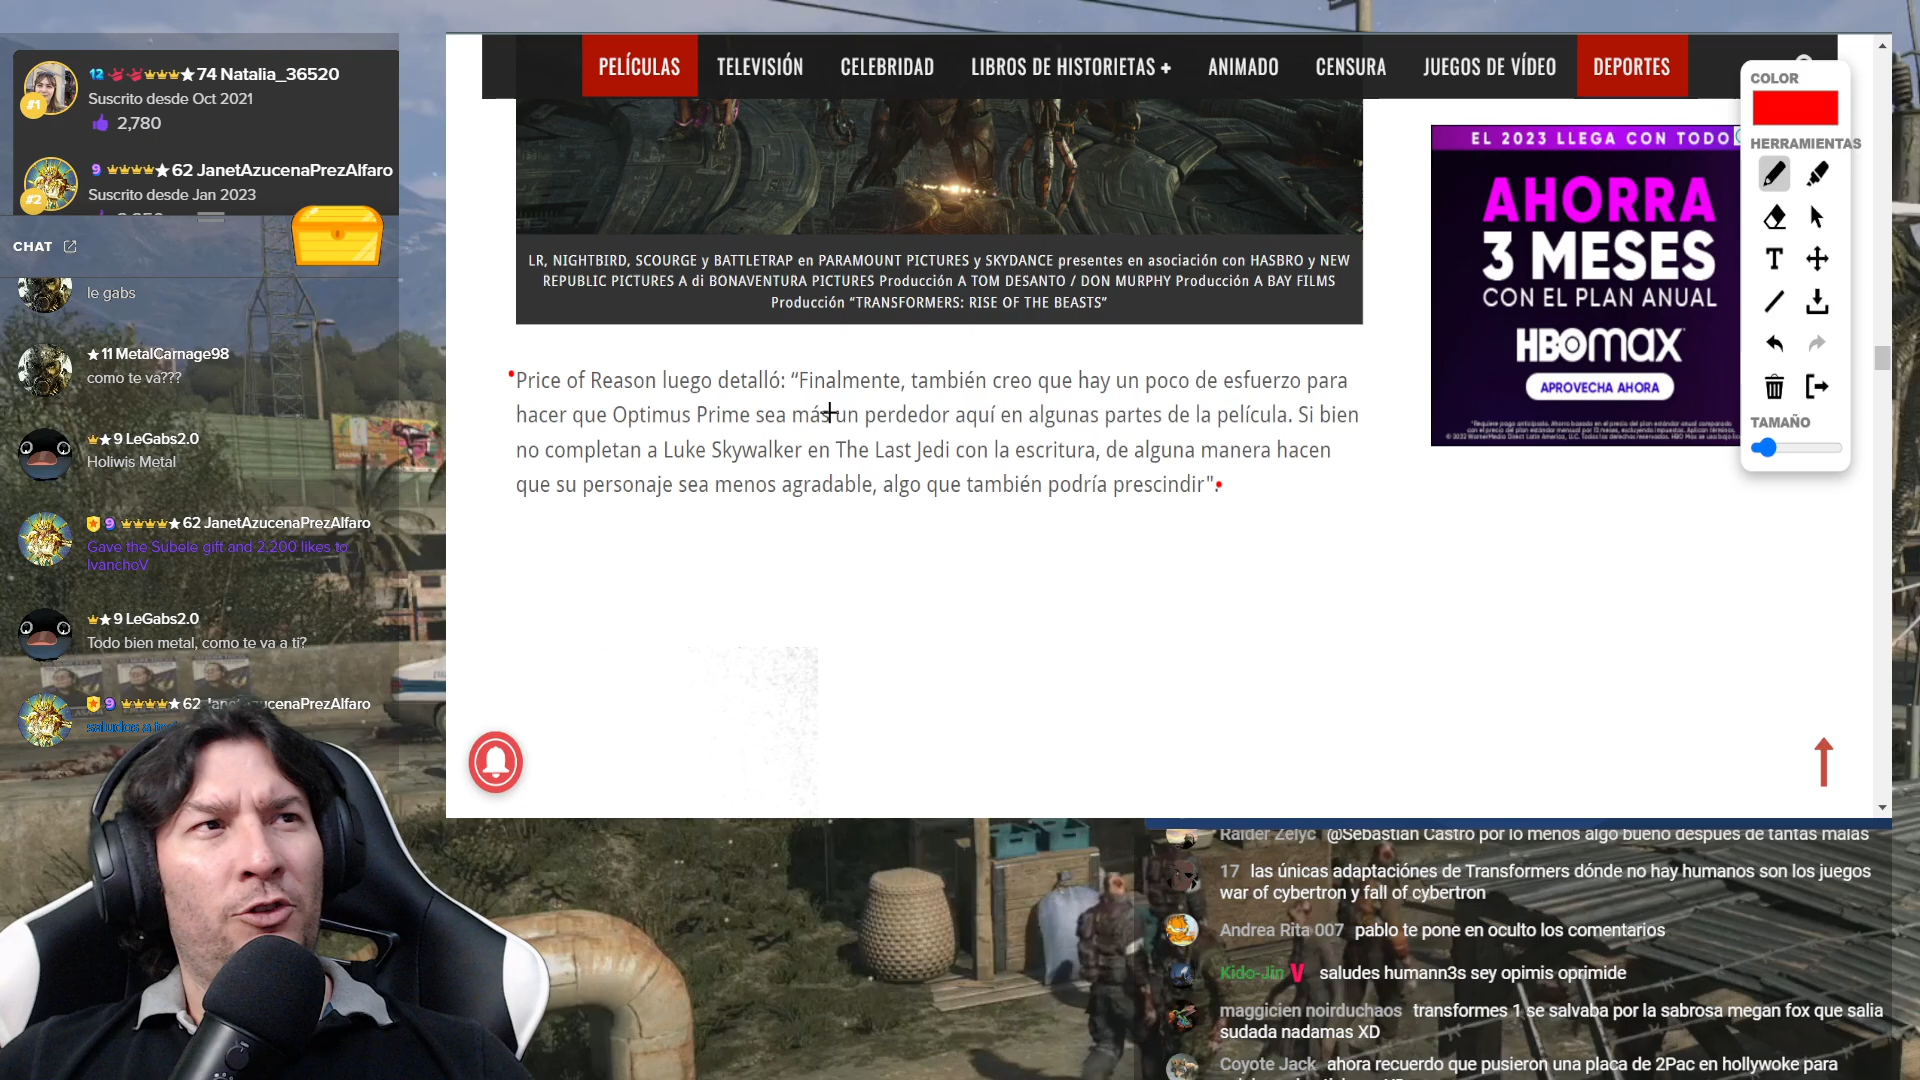 12 74 Natalia_36520
#1
Suscrito desde Oct 2021
2,780
9 62 JanetAzucenaPrezAlfaro
#2
Suscrito desde Jan 2023
CHAT
le gabs
11 MetalCarnage98
como te va???
9 LeGabs2.0
Holiwis Metal
9 62 JanetAzucenaPrezAlfaro
Gave the Subele gift and 2,200 likes to
IvanchoV
9 LeGabs2.0
Todo bien metal, como te va a ti?
9 62
saludos a
PELÍCULAS TELEVISIÓN CELEBRIDAD LIBROS DE HISTORIETAS + ANIMADO CENSURA JUEGOS DE VÍDEO DEPORTES
LR, NIGHTBIRD, SCOURGE y BATTLETRAP en PARAMOUNT PICTURES y SKYDANCE presentes en asociación con HASBRO y NEW
REPUBLIC PICTURES A di BONAVENTURA PICTURES Producción A TOM DESANTO / DON MURPHY Producción A BAY FILMS
Producción “TRANSFORMERS: RISE OF THE BEASTS”
Price of Reason luego detalló: “Finalmente, también creo que hay un poco de esfuerzo para
hacer que Optimus Prime sea más un perdedor aquí en algunas partes de la película. Si bien
no completan a Luke Skywalker en The Last Jedi con la escritura, de alguna manera hacen
que su personaje sea menos agradable, algo que también podría prescindir".
EL 2023 LLEGA CON TODO
AHORRA
3 MESES
CON EL PLAN ANUAL
HBOmax
APROVECHA AHORA
COLOR
HERRAMIENTAS
T
TAMAÑO
Raider Zelyc @Sebastian Castro por lo menos algo bueno despues de tantas malas
17 las únicas adaptaciónes de Transformers dónde no hay humanos son los juegos
war of cybertron y fall of cybertron
Andrea Rita 007 pablo te pone en oculto los comentarios
Kido-Jin V saludes humann3s sey opimis oprimide
maggicien noirduchaos transformes 1 se salvaba por la sabrosa megan fox que salia
sudada nadamas XD
Coyote Jack ahora recuerdo que pusieron una placa de 2Pac en hollywoke para